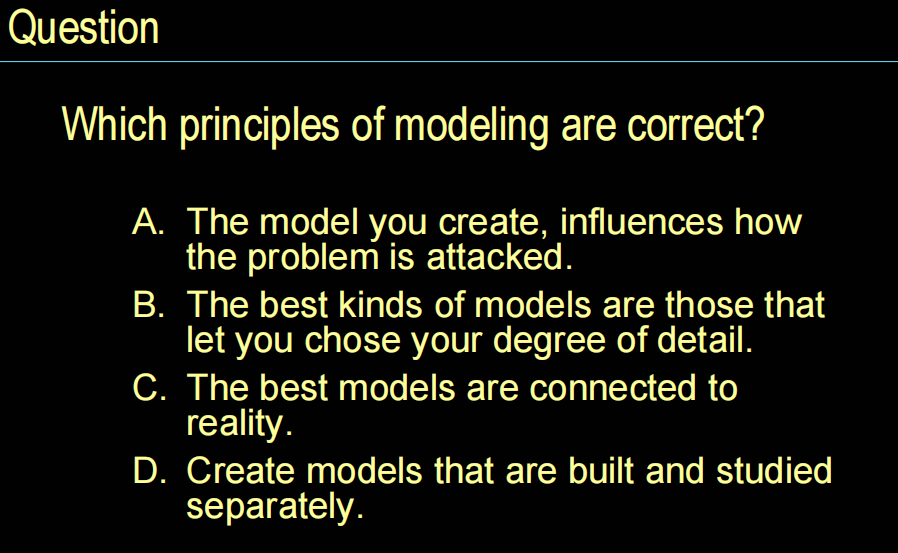 Question
Which principles of modeling are correct?
A. The model you create, influences how
the problem is attacked.
B. The best kinds of models are those that
let you chose your degree of detail.
C. The best models are connected to
reality.
D. Create models that are built and studied
separately.